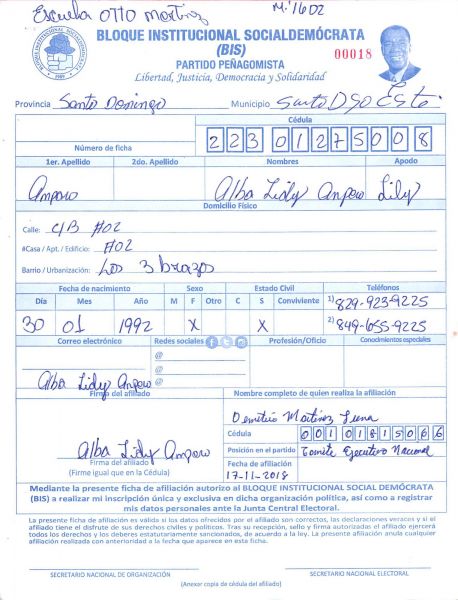 Escuela OTTO Martinez M.1602
BLOQUE INSTITUCIONAL SOCIALDEMÓCRATA
BLOQUE INSTITUCIONAL SOCIALDEMÓCRATA
(BIS)
00018
PARTIDO PEÑAGOMISTA
Libertad, Justicia, Democracia y Solidaridad
Provincia Santo Domingo Municipio Santo DGO Este
Cédula
Número de ficha 22301275008
1er. Apellido 2do. Apellido Nombres Apodo
Amparo Alba Lidy Amparo Lily
Domicilio Físico
Calle: C/B #02
#Casa / Apt. / Edificio: #02
Barrio / Urbanización: Los 3 brazos
Fecha de nacimiento Sexo Estado Civil Teléfonos
Día Mes Año M F Otro C S Conviviente 1) 829-923-9225
30 01 1992 X X 2) 849-655-9225
Correo electrónico Redes sociales Profesión/Oficio Conocimientos especiales
@
@
Alba Lidy Amparo @
Firma del afiliado Nombre completo de quien realiza la afiliación
Demitrio Martinez Luna
Cédula 00101815066
Alba Lidy Amparo Posición en el partido Comite Ejecutivo Nacional
Firma del afiliado
(Firme igual que en la Cédula)
Fecha de afiliación
17-11-2018
Mediante la presente ficha de afiliación autorizo al BLOQUE INSTITUCIONAL SOCIAL DEMÓCRATA
(BIS) a realizar mi inscripción única y exclusiva en dicha organización política, así como a registrar
mis datos personales ante la Junta Central Electoral.
La presente ficha de afiliación es válida si los datos ofrecidos por el afiliado son correctos, las declaraciones veraces y si el
afiliado tiene el disfrute de sus derechos civiles y políticos. Tras su recepción, sello y firma autorizadas el afiliado ejercerá
todos los derechos y los deberes estatutariamente sancionados, de acuerdo a la ley. La presente afiliación anula cualquier
afiliación realizada con anterioridad a la fecha que aparece en esta ficha.
SECRETARIO NACIONAL DE ORGANIZACIÓN SECRETARIO NACIONAL ELECTORAL
(Anexar copia de cédula del afiliado)